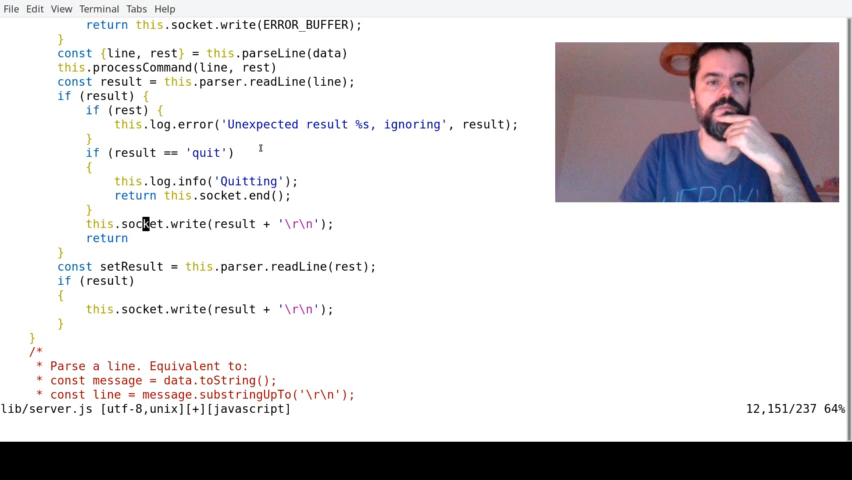 File Edit View Terminal Tabs Help
return this.socket.write(ERROR_BUFFER);
}
const {line, rest} = this.parseLine(data)
this.processCommand(line, rest)
const result = this.parser.readLine(line);
if (result) {
if (rest) {
this.log.error('Unexpected result %s, ignoring', result);
}
if (result == 'quit')
{
this.log.info('Quitting');
return this.socket.end();
}
this.socket.write(result + '\r\n');
return
}
const setResult = this.parser.readLine(rest);
if (result)
{
this.socket.write(result + '\r\n');
}
}
/*
* Parse a line. Equivalent to:
* const message = data.toString();
* const line = message.substringUpTo('\r\n');
lib/server.js [utf-8,unix][+][javascript] 12,151/237 64%